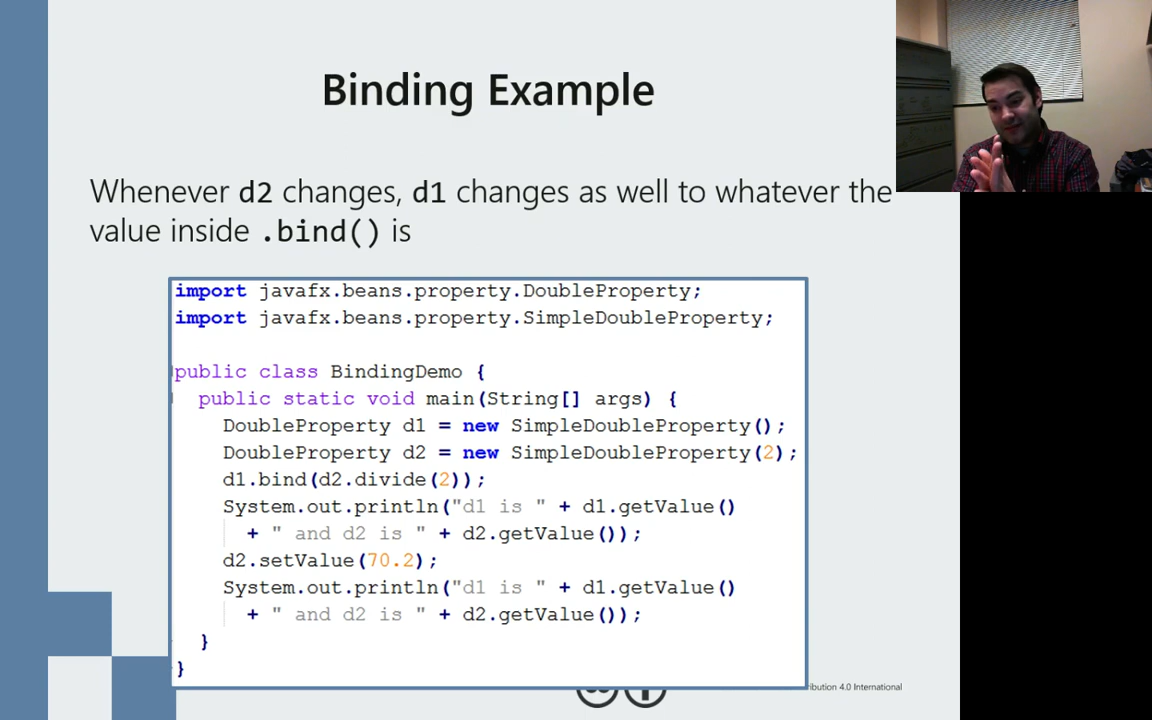 Binding Example
Whenever d2 changes, d1 changes as well to whatever the
value inside .bind() is
import javafx.beans.property.DoubleProperty;
import javafx.beans.property.SimpleDoubleProperty;
public class BindingDemo {
public static void main(String[] args) {
DoubleProperty d1 = new SimpleDoubleProperty();
DoubleProperty d2 = new SimpleDoubleProperty(2);
d1.bind(d2.divide(2));
System.out.println("d1 is " + d1.getValue()
+ " and d2 is " + d2.getValue());
d2.setValue(70.2);
System.out.println("d1 is " + d1.getValue()
+ " and d2 is " + d2.getValue());
}
}
ribution 4.0 International